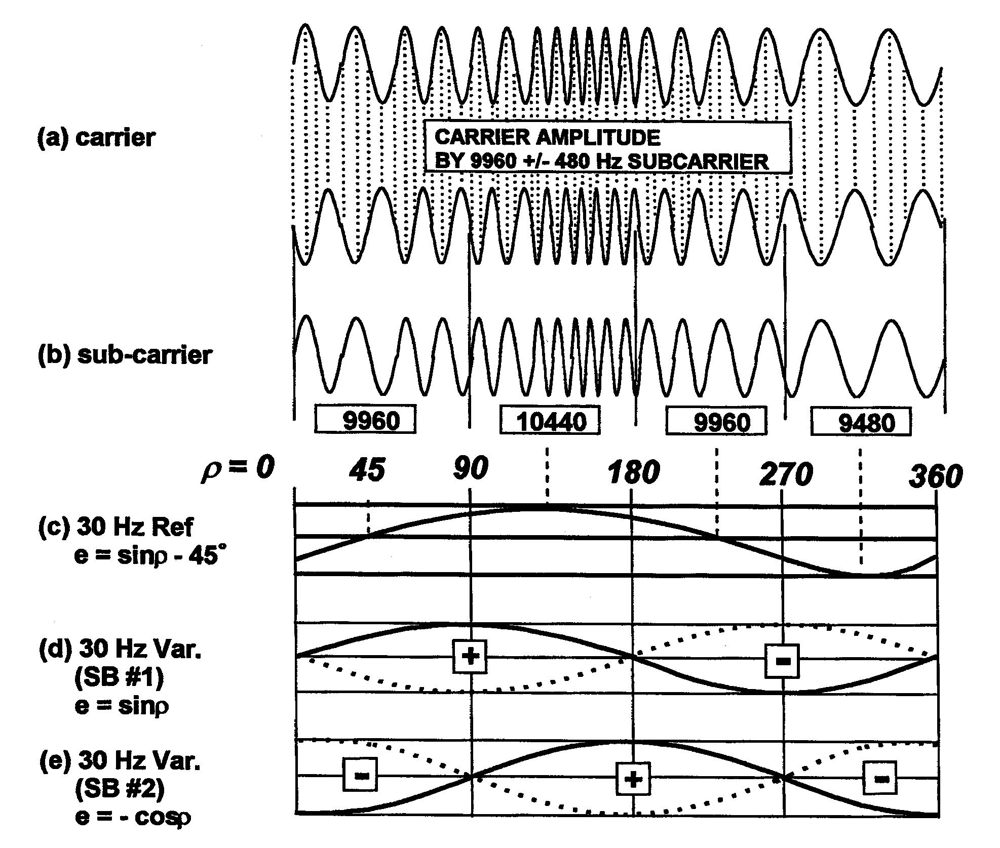 (a) carrier
CARRIER AMPLITUDE
BY 9960 +/- 480 Hz SUBCARRIER
(b) sub-carrier
9960
10440
9960
9480
ρ = 0
45
90
180
270
360
(c) 30 Hz Ref
e = sinρ - 45°
(d) 30 Hz Var.
(SB #1)
e = sinρ
+
-
(e) 30 Hz Var.
(SB #2)
e = - cosρ
-
+
-